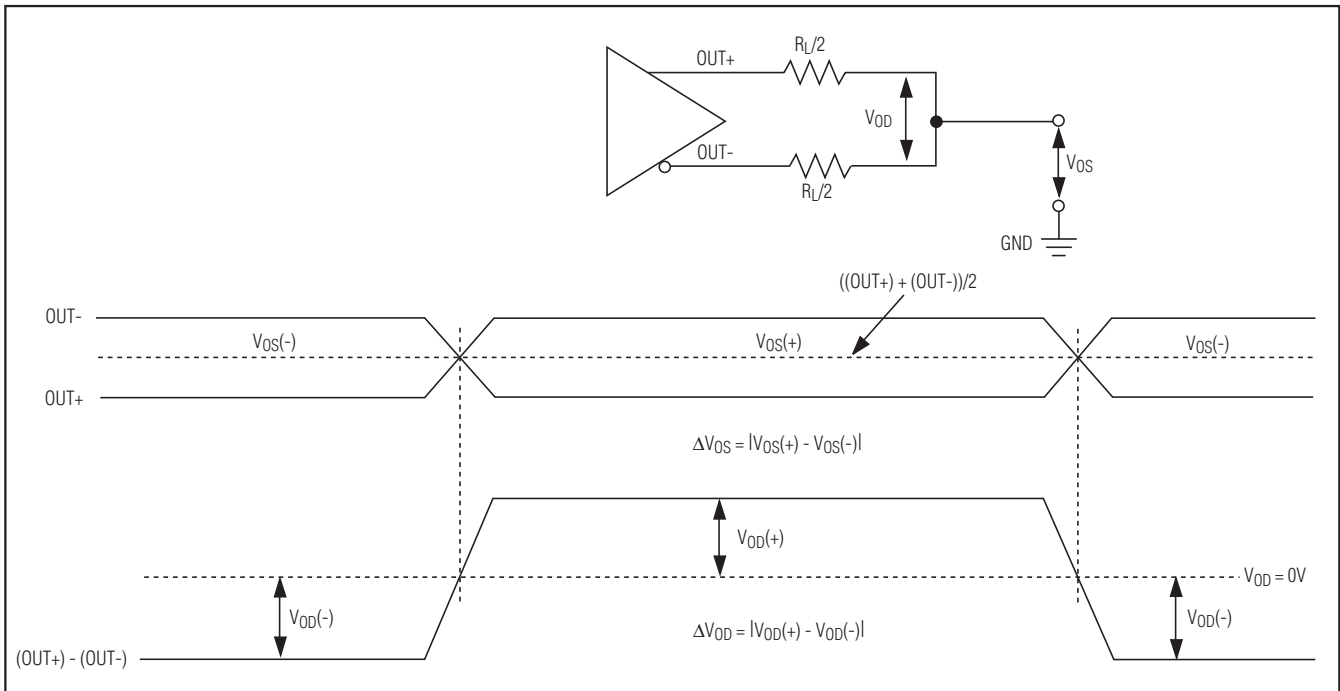 OUT+
R_L/2
V_OD
OUT-
R_L/2
V_OS
GND
((OUT+) + (OUT-))/2
OUT-
V_OS(-)
V_OS(+)
V_OS(-)
OUT+
ΔV_OS = |V_OS(+) - V_OS(-)|
V_OD(+)
V_OD = 0V
V_OD(-)
V_OD(-)
ΔV_OD = |V_OD(+) - V_OD(-)|
(OUT+) - (OUT-)